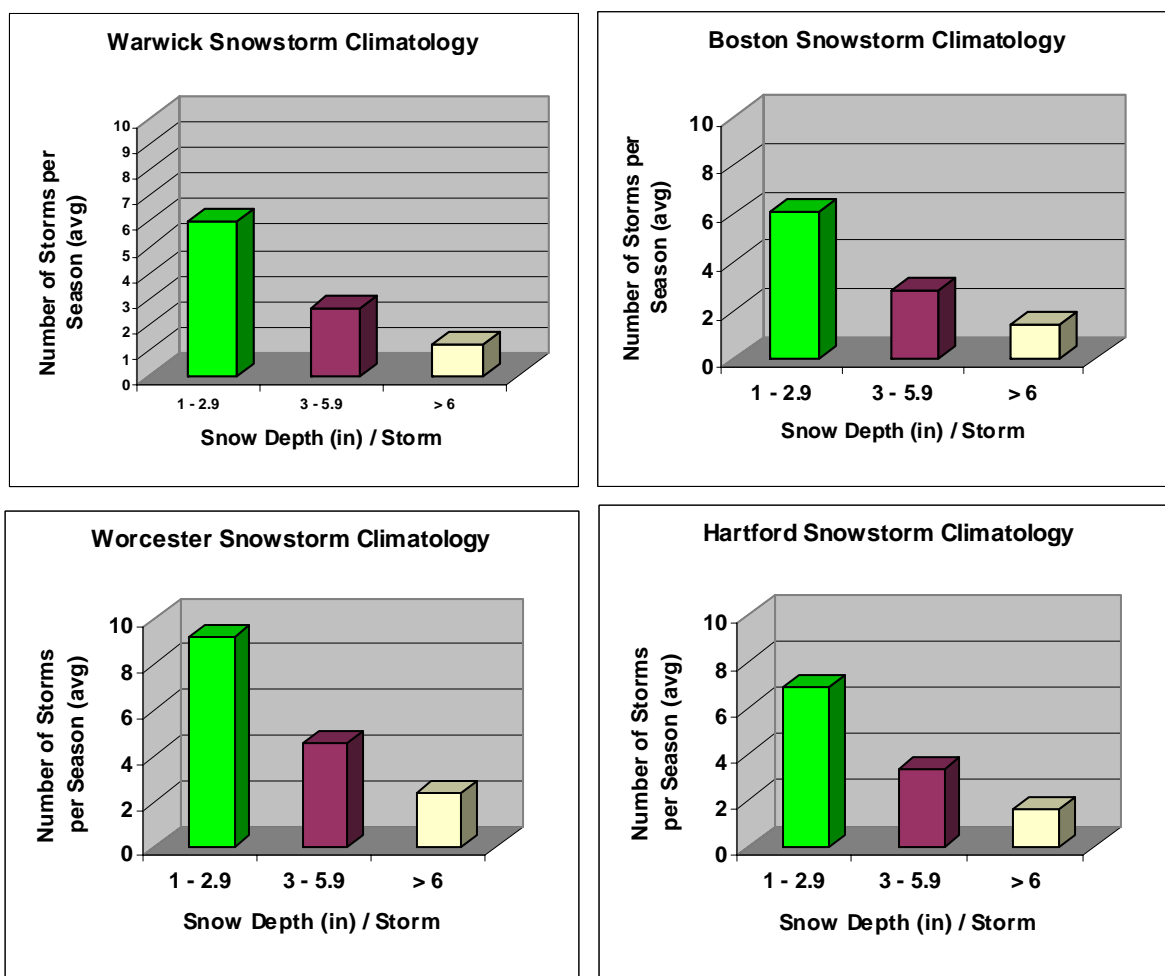 Warwick Snowstorm Climatology
Number of Storms per
Season (avg)
10
9
8
7
6
5
4
3
2
1
0
1 - 2.9 3 - 5.9 > 6
Snow Depth (in) / Storm
Boston Snowstorm Climatology
Number of Storms per
Season (avg)
10
8
6
4
2
0
1 - 2.9 3 - 5.9 > 6
Snow Depth (in) / Storm
Worcester Snowstorm Climatology
Number of Storms
per Season (avg)
10
8
6
4
2
0
1 - 2.9 3 - 5.9 > 6
Snow Depth (in) / Storm
Hartford Snowstorm Climatology
Number of Storms
per Season (avg)
10
8
6
4
2
0
1 - 2.9 3 - 5.9 > 6
Snow Depth (in) / Storm